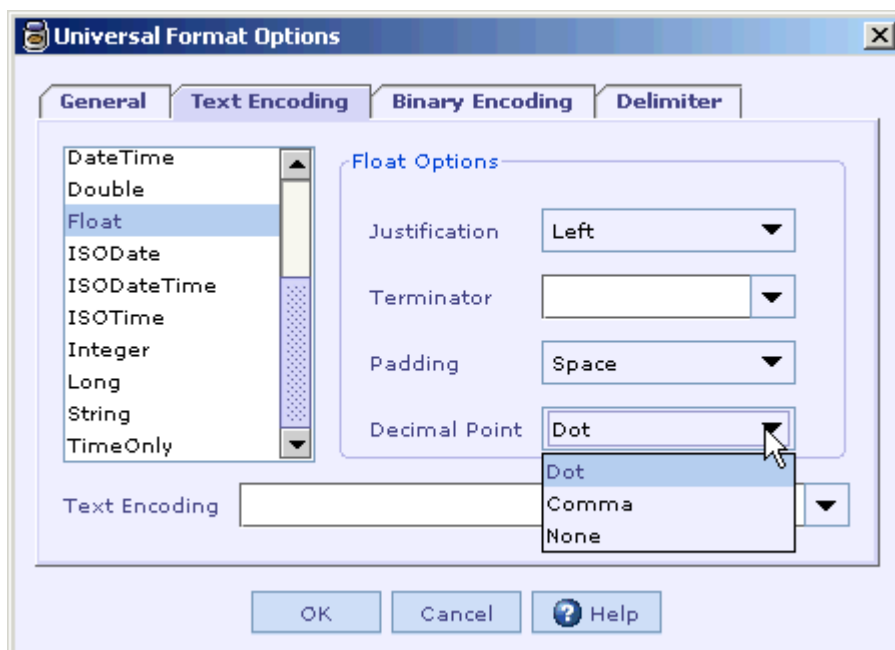 Universal Format Options
General
Text Encoding
Binary Encoding
Delimiter
DateTime
Double
Float
ISODate
ISODateTime
ISOTime
Integer
Long
String
TimeOnly
Float Options
Justification
Left
Terminator
Padding
Space
Decimal Point
Dot
Dot
Comma
None
Text Encoding
OK
Cancel
? Help